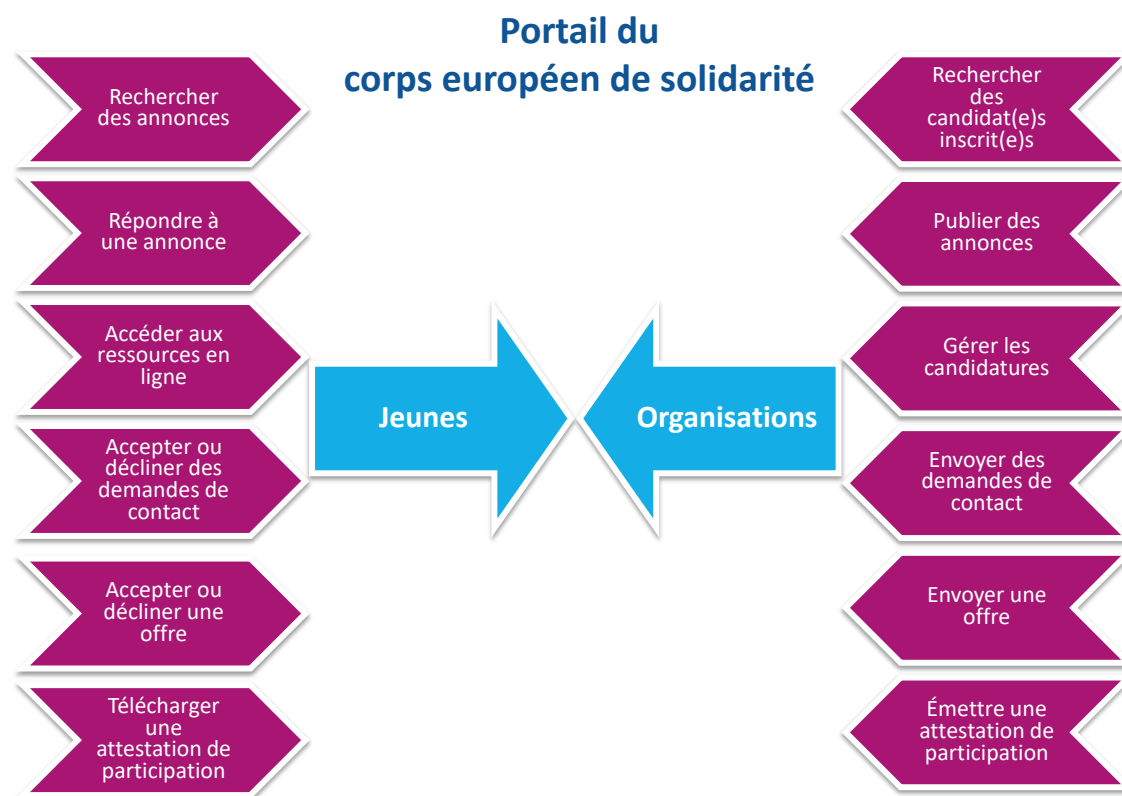 Portail du
corps européen de solidarité
Rechercher
des annonces
Répondre à
une annonce
Accéder aux
ressources en
ligne
Accepter ou
décliner des
demandes de
contact
Accepter ou
décliner une
offre
Télécharger
une
attestation de
participation
Jeunes
Organisations
Rechercher
des
candidat(e)s
inscrit(e)s
Publier des
annonces
Gérer les
candidatures
Envoyer des
demandes de
contact
Envoyer une
offre
Émettre une
attestation de
participation